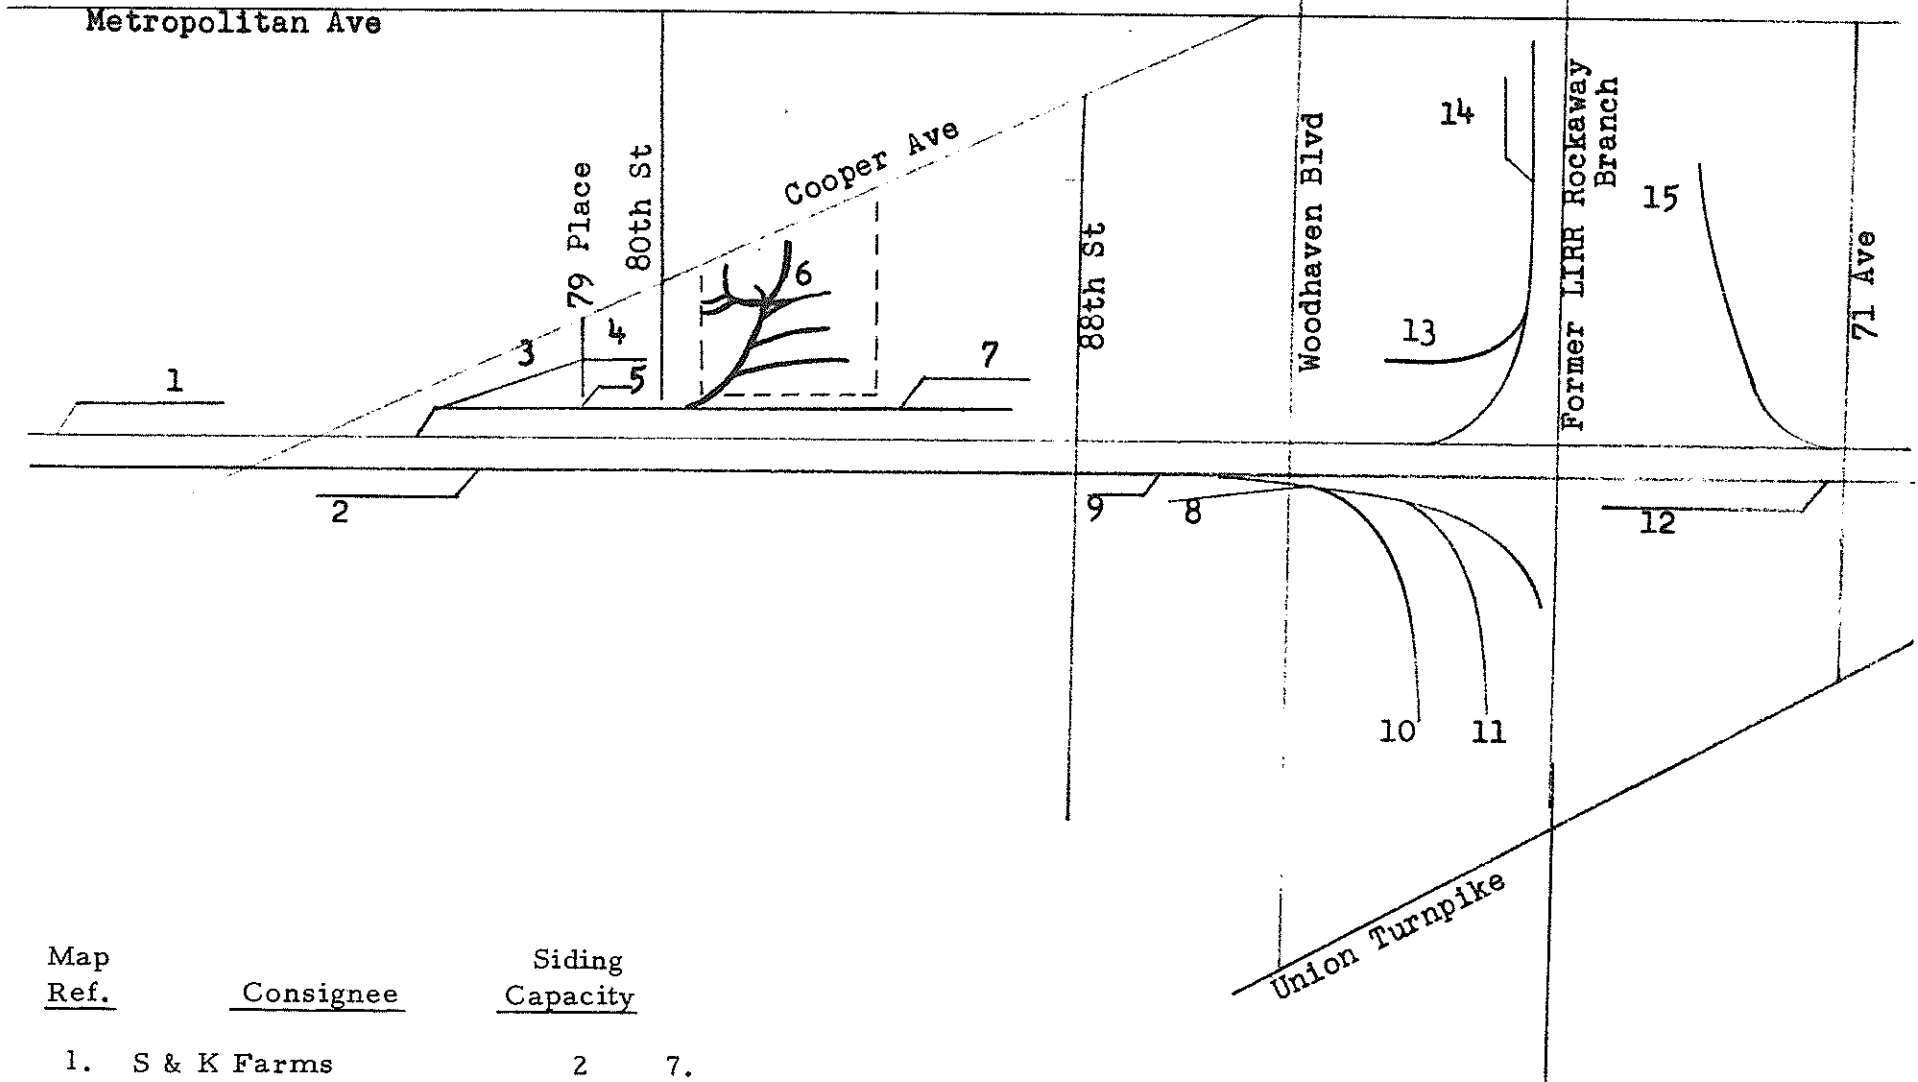 Metropolitan Ave
79 Place
80th St
Cooper Ave
88th St
Woodhaven Blvd
Former LIRR Rockaway
Branch
71 Ave
1
2
3
4
5
6
7
8
9
10
11
12
13
14
15
Union Turnpike
Map Siding
Ref. Consignee Capacity
1. S & K Farms 2 7.